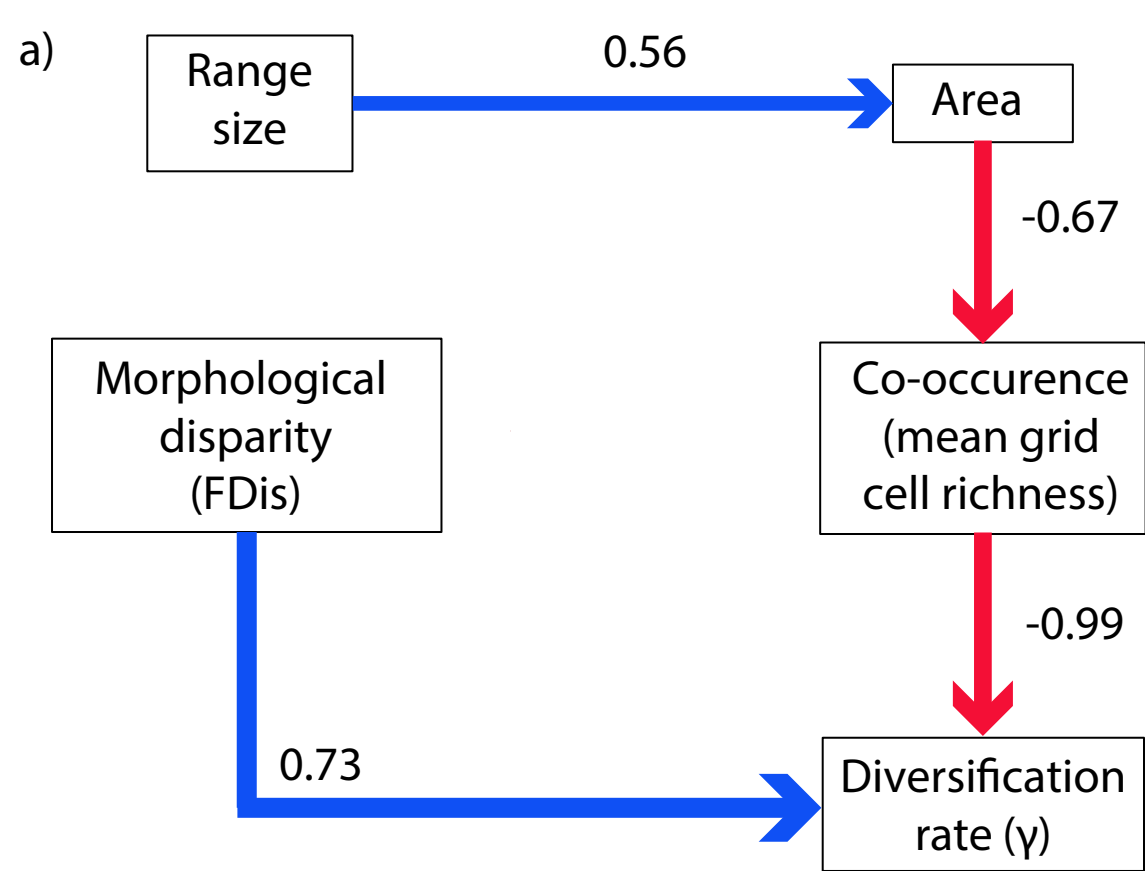 a)
Range
size
0.56
Area
-0.67
Morphological
disparity
(FDis)
Co-occurence
(mean grid
cell richness)
-0.99
0.73
Diversification
rate (γ)